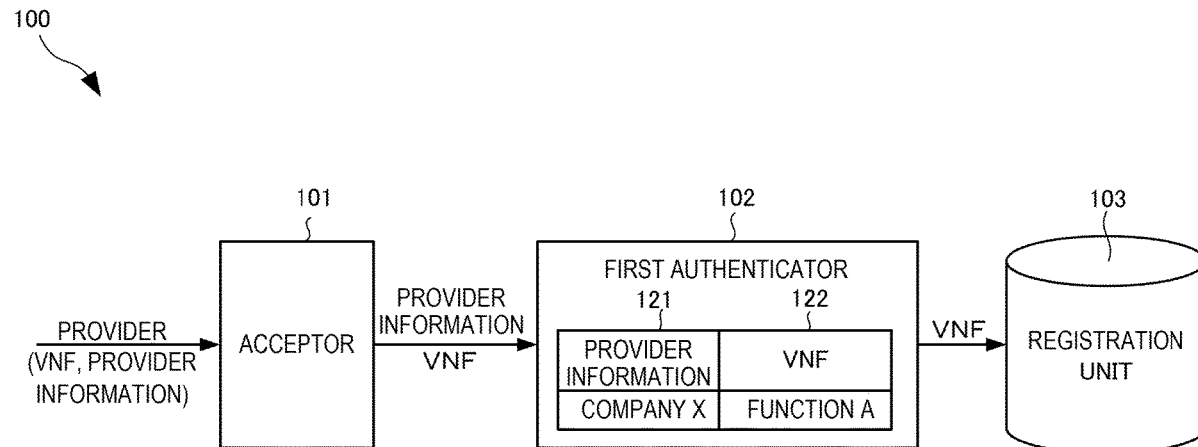 100
101
102
103
PROVIDER
(VNF, PROVIDER
INFORMATION)
ACCEPTOR
PROVIDER
INFORMATION
VNF
FIRST AUTHENTICATOR
121
122
PROVIDER
INFORMATION
VNF
COMPANY X
FUNCTION A
VNF
REGISTRATION
UNIT